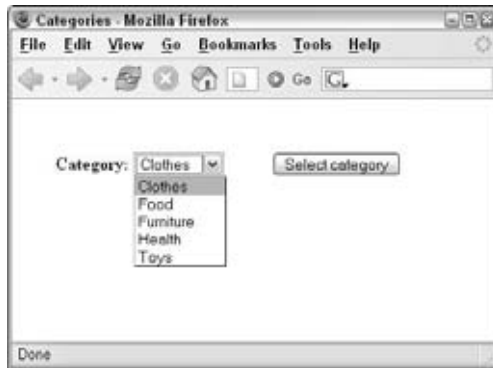 Categories - Mozilla Firefox
File Edit View Go Bookmarks Tools Help
Go G
Category: Clothes Select category
Clothes
Food
Furniture
Health
Toys
Done